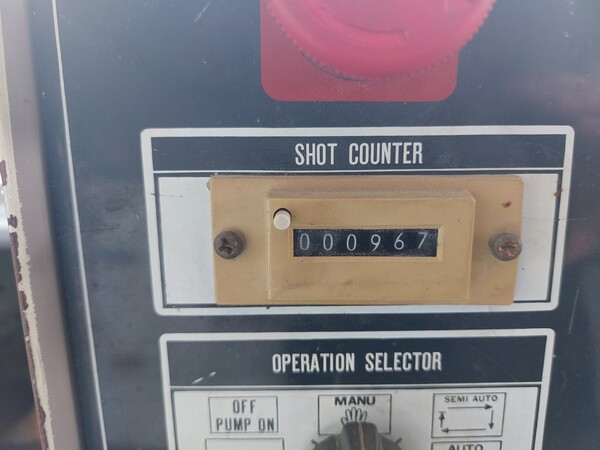 SHOT COUNTER
000967
OPERATION SELECTOR
OFF
PUMP ON
MANU
SEMI AUTO
AUTO